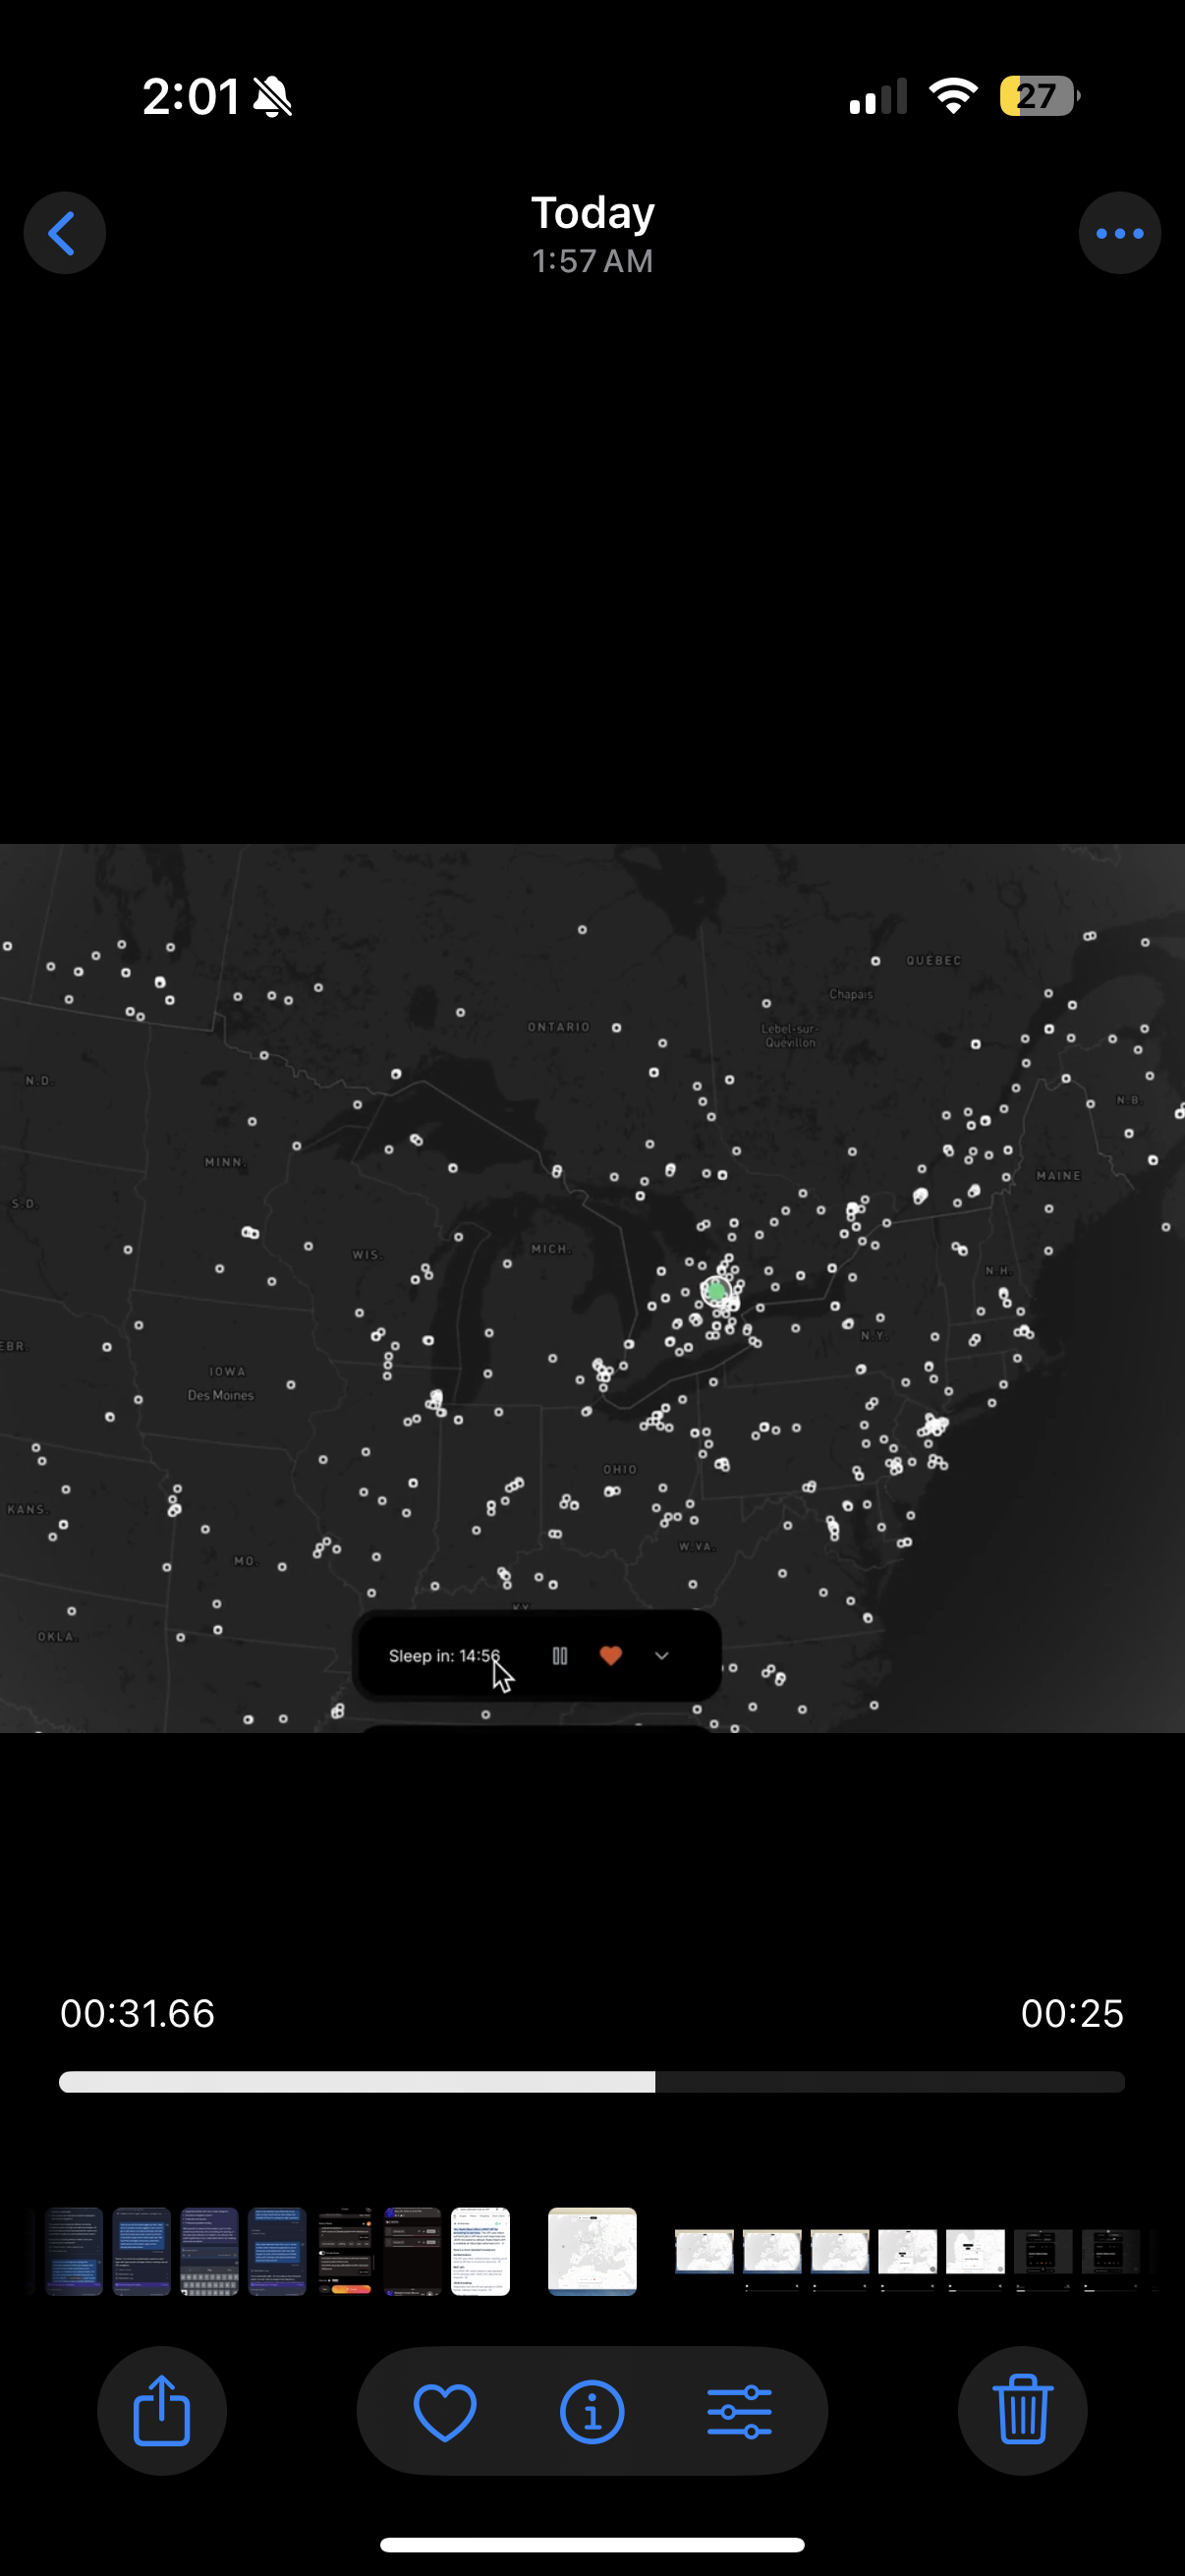 2:01
27
Today
1:57 AM
QUÉBEC
Chapais
ONTARIO
Lebel-sur-
Quévillon
N.D.
N.B.
MINN.
MAINE
S.D.
WIS.
MICH.
N.H.
N.Y.
EBR.
IOWA
Des Moines
OHIO
KANS.
W.VA.
MO.
KY.
OKLA.
Sleep in: 14:56
00:31.66
00:25